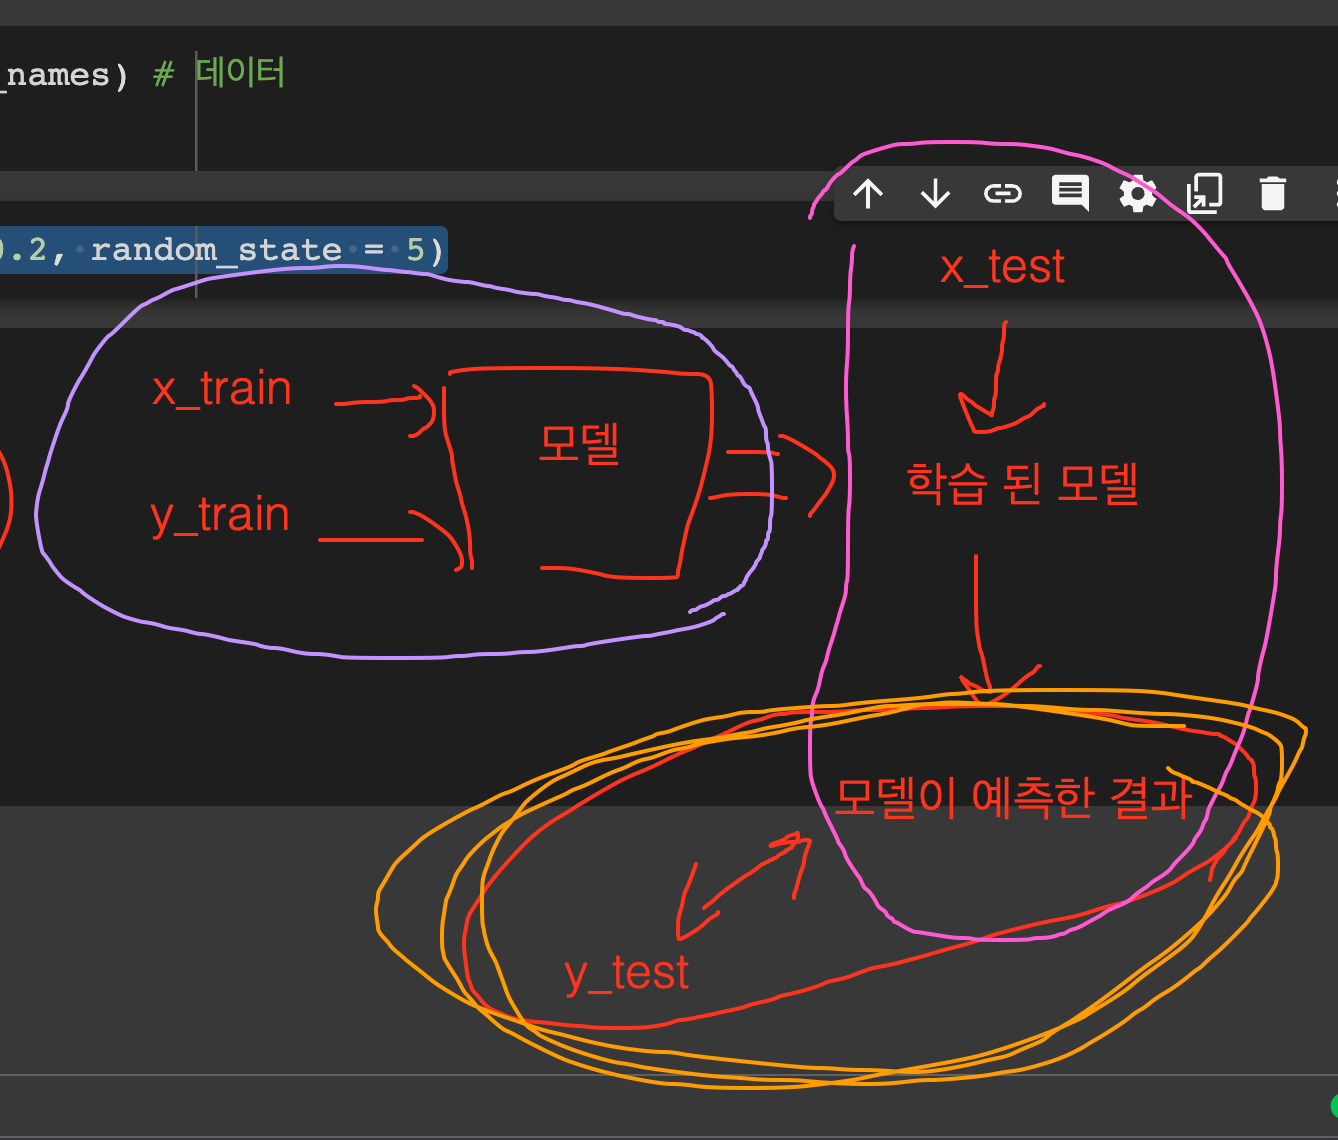 _names) # 데이터
0.2, random_state = 5)
x_test
x_train
모델
학습 된 모델
y_train
모델이 예측한 결과
y_test